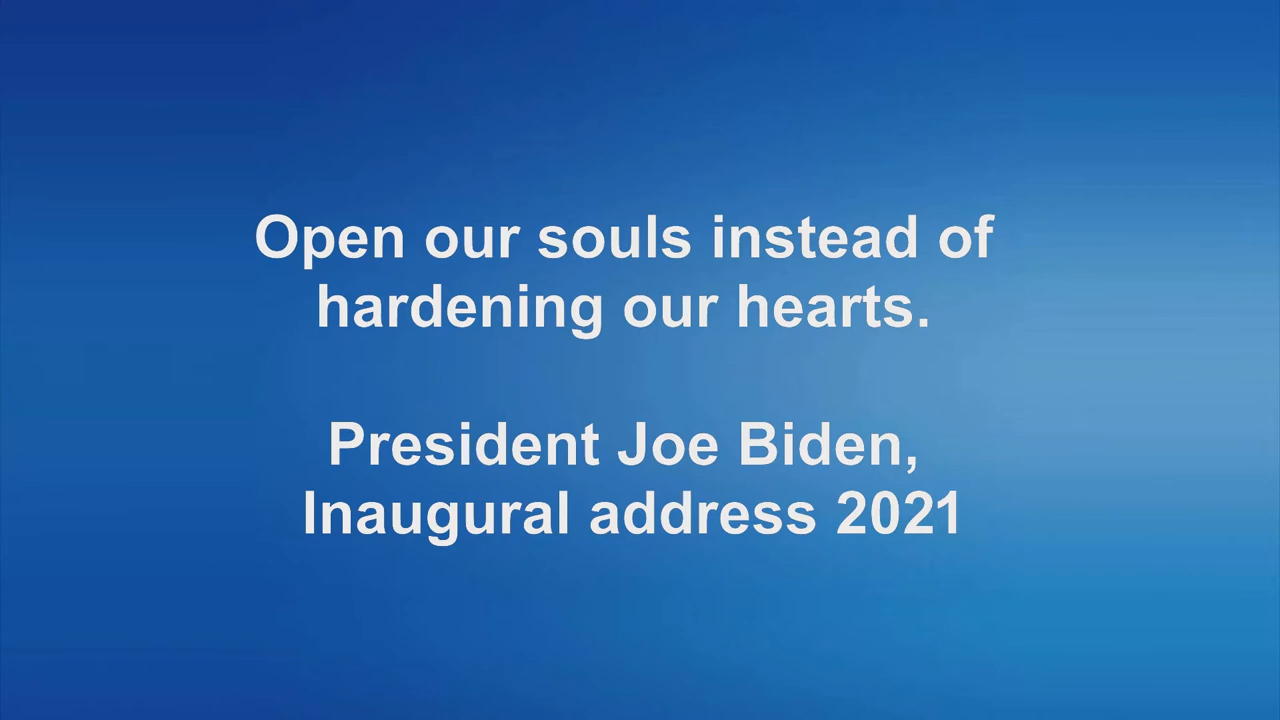 Open our souls instead of
hardening our hearts.
President Joe Biden,
Inaugural address 2021